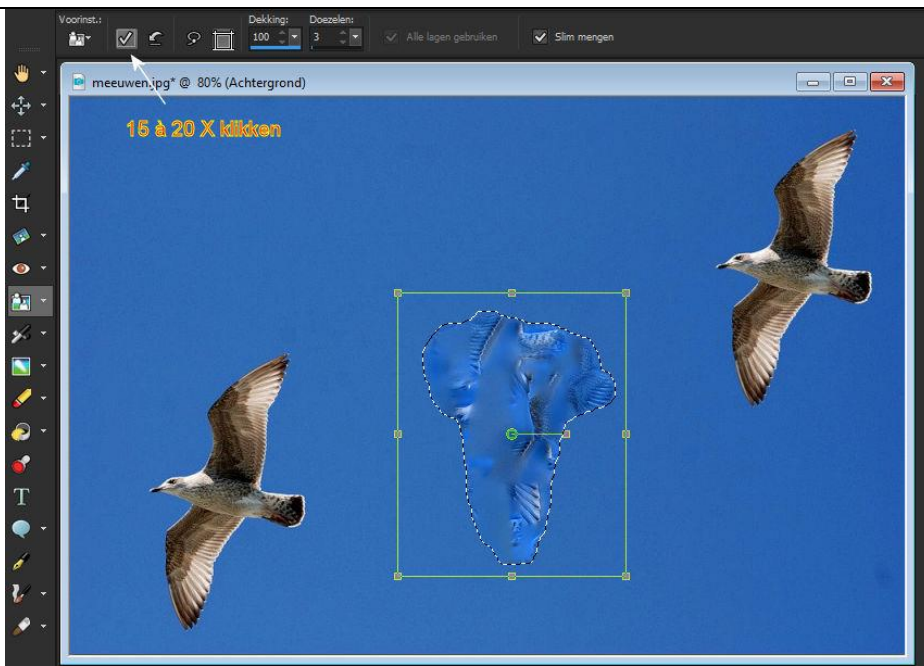 Voorinst.:
Dekking:
Doezelen:
100
3
Alle lagen gebruiken
Slim mengen
meeuwen.jpg* @ 80% (Achtergrond)
15 à 20 X klikken
T